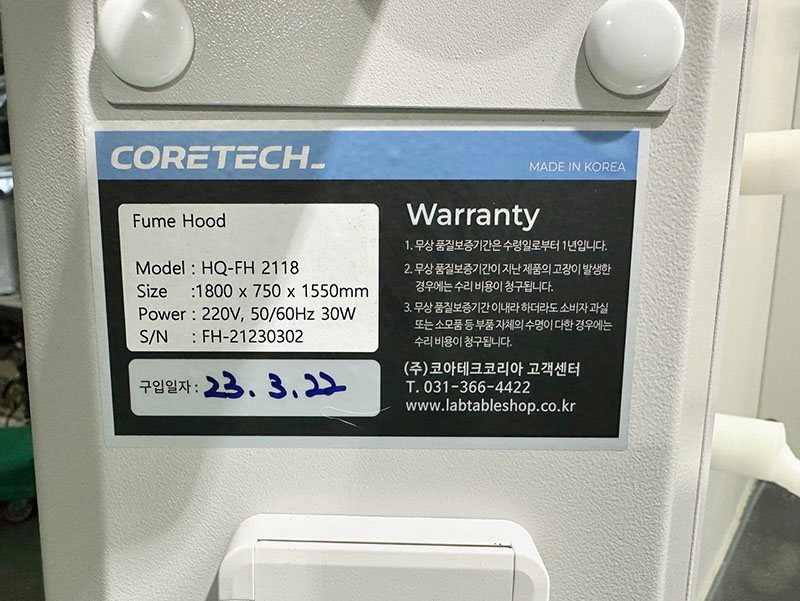 CORETECH_
MADE IN KOREA
Fume Hood
Model : HQ-FH 2118
Size :1800 x 750 x 1550mm
Power : 220V, 50/60Hz 30W
S/N : FH-21230302
구입일자 : 23. 3. 22
Warranty
1. 무상 품질보증기간은 수령일로부터 1년입니다.
2. 무상 품질보증기간이 지난 제품의 고장이 발생한
경우에는 수리 비용이 청구됩니다.
3. 무상 품질보증기간 이내라 하더라도 소비자 과실
또는 소모품 등 부품 자체의 수명이 다한 경우에는
수리 비용이 청구됩니다.
(주)코아테크코리아 고객센터
T. 031-366-4422
www.labtableshop.co.kr